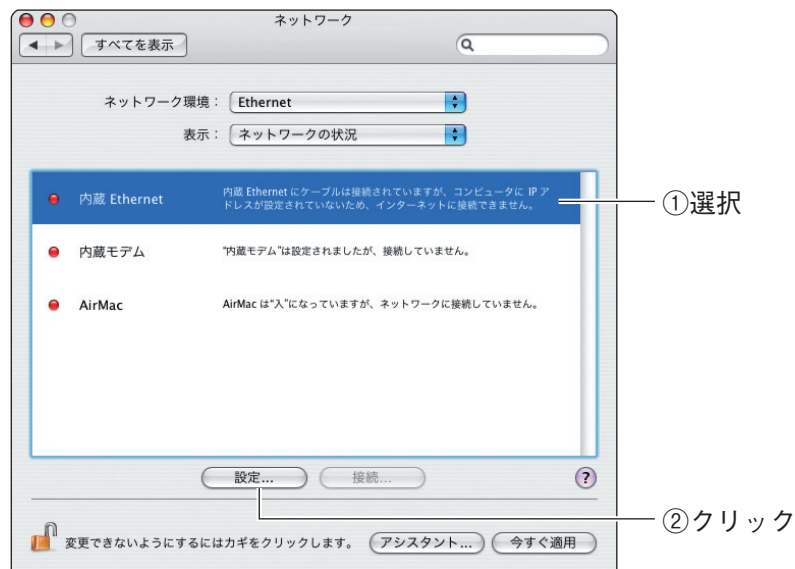 ネットワーク
すべてを表示
ネットワーク環境： Ethernet
表示： ネットワークの状況
内蔵 Ethernet
内蔵 Ethernet にケーブルは接続されていますが、コンピュータに IP ア
ドレスが設定されていないため、インターネットに接続できません。
①選択
内蔵モデム
“内蔵モデム”は設定されましたが、接続していません。
AirMac
AirMac は“入”になっていますが、ネットワークに接続していません。
設定...
接続...
?
②クリック
変更できないようにするにはカギをクリックします。
アシスタント...
今すぐ適用